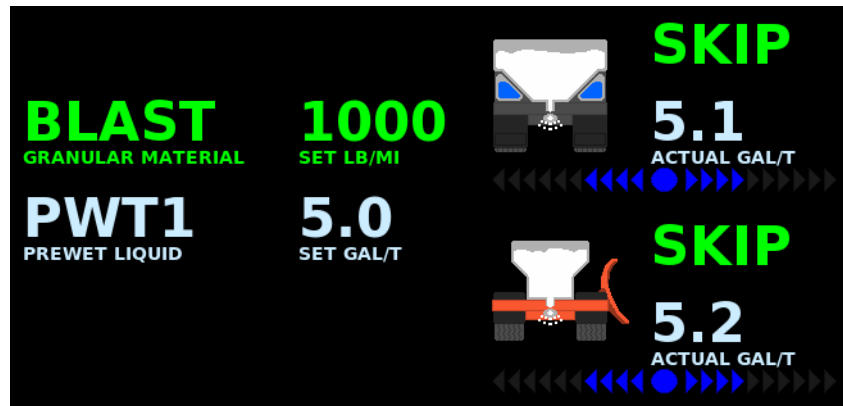 BLAST 1000
GRANULAR MATERIAL SET LB/MI
PWT1 5.0
PREWET LIQUID SET GAL/T
SKIP
5.1
ACTUAL GAL/T
SKIP
5.2
ACTUAL GAL/T